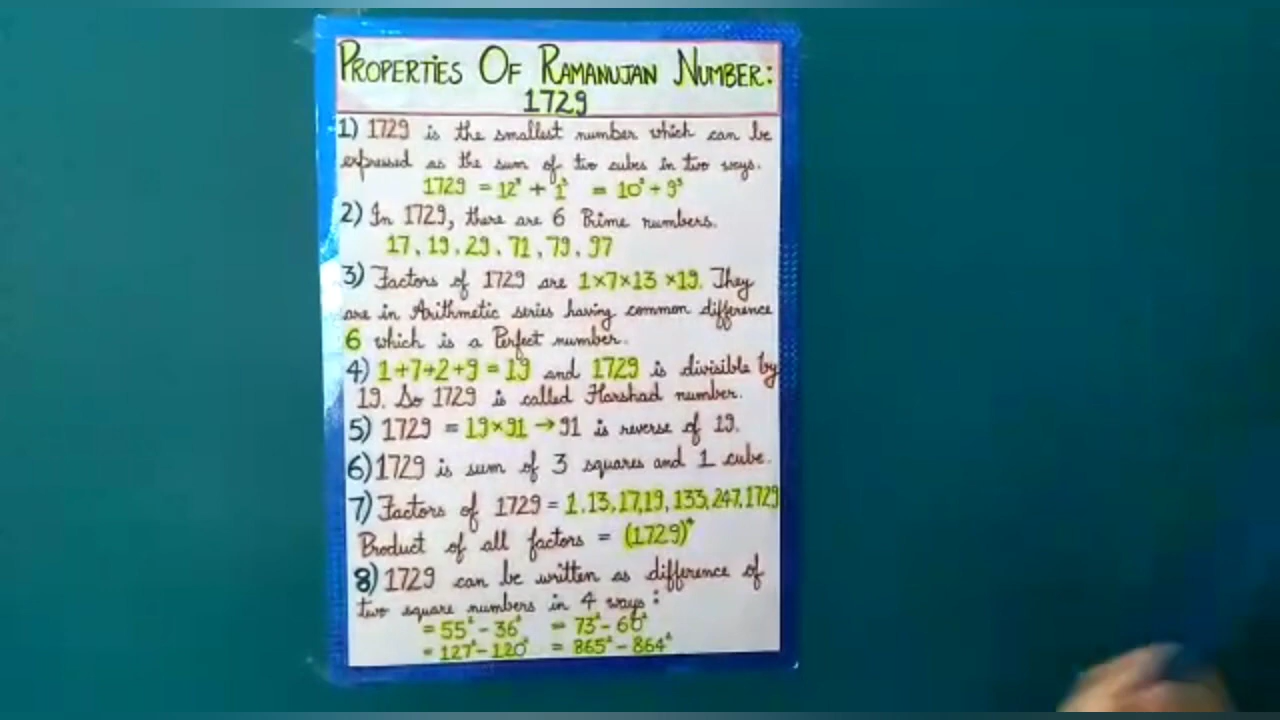 PROPERTIES OF RAMANUJAN NUMBER:
1729
1) 1729 is the smallest number which can be
expressed as the sum of two cubes in two ways.
1729 = 12³ + 1³ = 10³ + 9³
2) In 1729, there are 6 Prime numbers.
17, 19, 29, 71, 79, 97
3) Factors of 1729 are 1×7×13×19. They
are in Arithmetic series having common difference
6 which is a Perfect number.
4) 1+7+2+9 = 19 and 1729 is divisible by
19. So 1729 is called Harshad number.
5) 1729 = 19×91 → 91 is reverse of 19.
6) 1729 is sum of 3 squares and 1 cube.
7) Factors of 1729 = 1,13,17,19, 133,247,1729
Product of all factors = (1729)⁴
8) 1729 can be written as difference of
two square numbers in 4 ways:
= 55² - 36² = 73² - 60²
= 127² - 120² = 865² - 864²